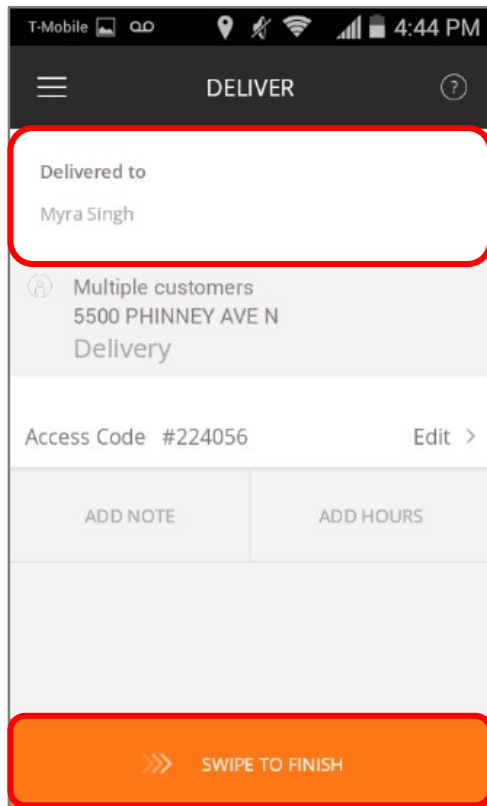 T-Mobile 4:44 PM
DELIVER ?
Delivered to
Myra Singh
Multiple customers
5500 PHINNEY AVE N
Delivery
Access Code #224056 Edit >
ADD NOTE ADD HOURS
SWIPE TO FINISH